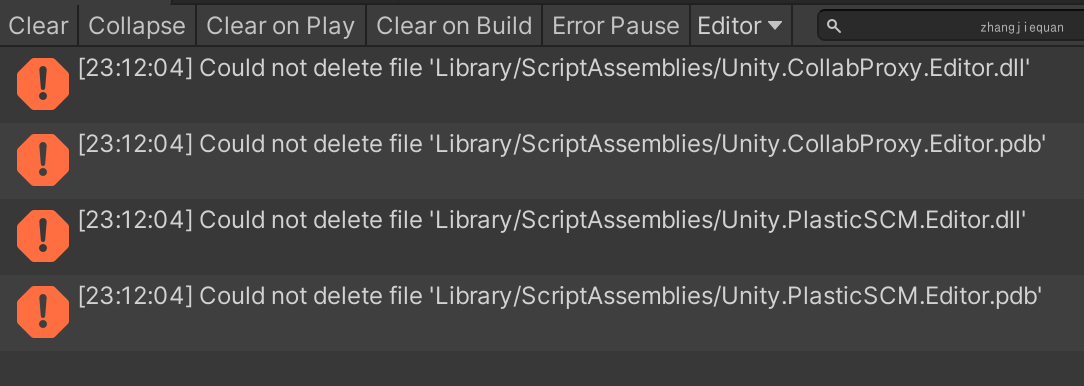 Clear Collapse Clear on Play Clear on Build Error Pause Editor zhangjiequan
[23:12:04] Could not delete file 'Library/ScriptAssemblies/Unity.CollabProxy.Editor.dll'
[23:12:04] Could not delete file 'Library/ScriptAssemblies/Unity.CollabProxy.Editor.pdb'
[23:12:04] Could not delete file 'Library/ScriptAssemblies/Unity.PlasticSCM.Editor.dll'
[23:12:04] Could not delete file 'Library/ScriptAssemblies/Unity.PlasticSCM.Editor.pdb'